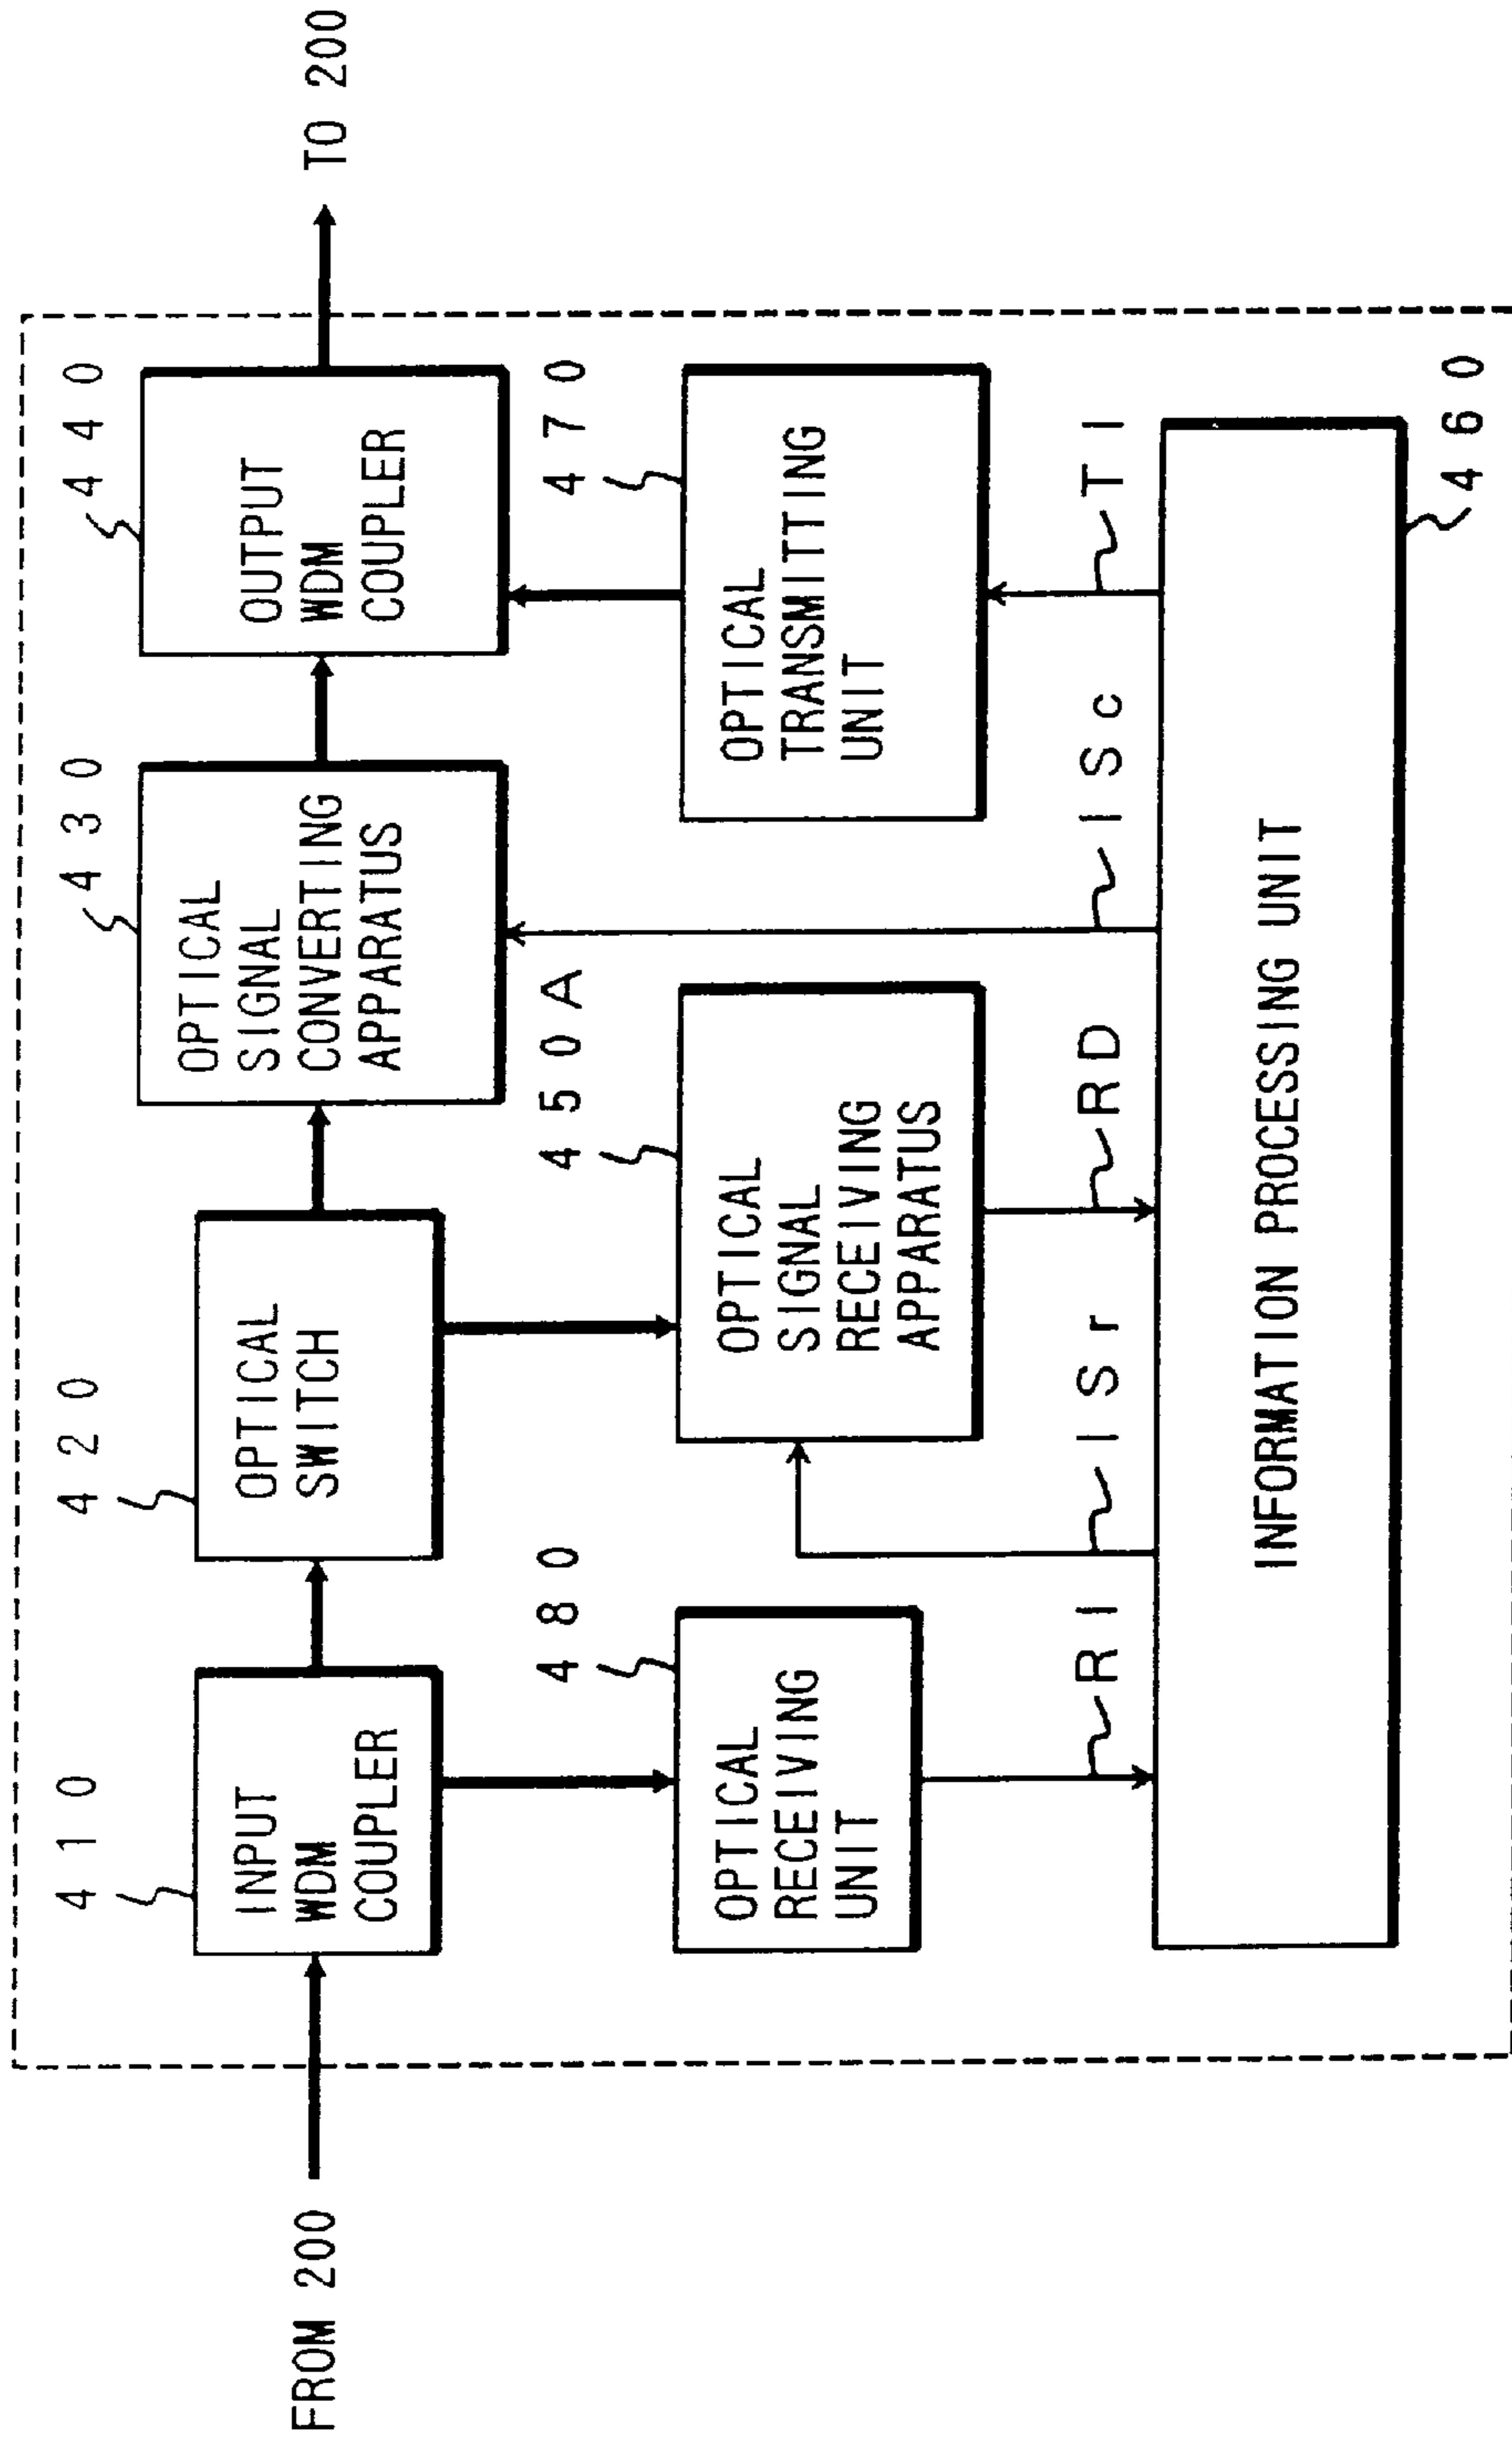 FROM 200
410
INPUT
WDM
COUPLER
420
OPTICAL
SWITCH
430
OPTICAL
SIGNAL
CONVERTING
APPARATUS
440
OUTPUT
WDM
COUPLER
TO 200
480
OPTICAL
RECEIVING
UNIT
450A
OPTICAL
SIGNAL
RECEIVING
APPARATUS
470
OPTICAL
TRANSMITTING
UNIT
RI
ISr
RD
ISc
TI
INFORMATION PROCESSING UNIT
460